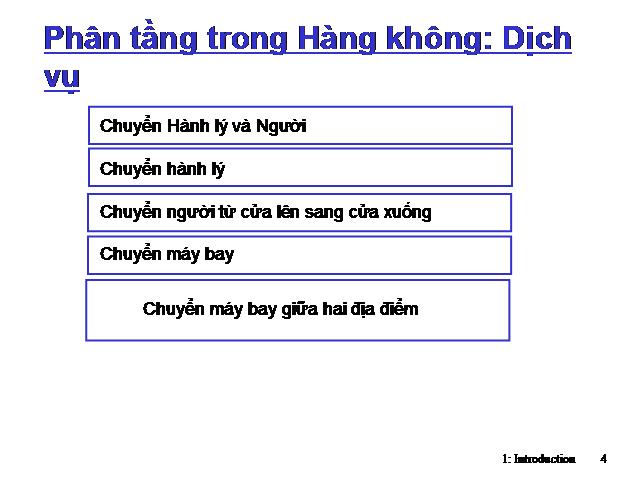 Phân tầng trong Hàng không: Dịch
vụ
Chuyển Hành lý và Người
Chuyển hành lý
Chuyển người từ cửa lên sang cửa xuống
Chuyển máy bay
Chuyển máy bay giữa hai địa điểm
1: Introduction 4